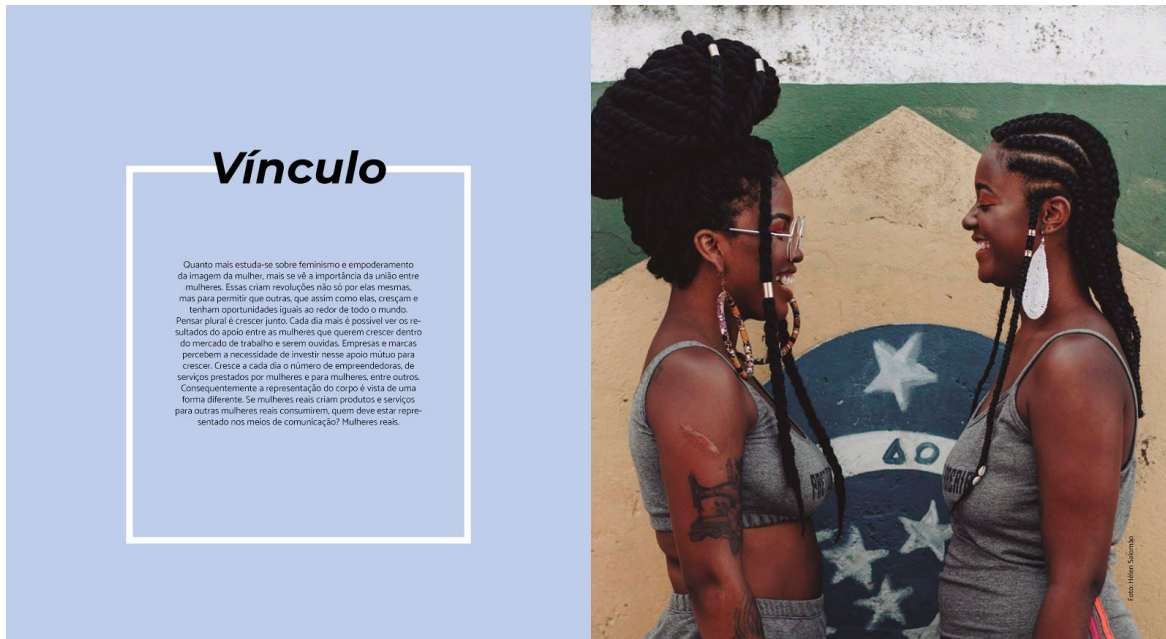 Vínculo
Quanto mais estuda-se sobre feminismo e empoderamento
da imagem da mulher, mais se vê a importância da união entre
mulheres. Essas criam revoluções não só por elas mesmas,
mas para permitir que outras, que assim como elas, cresçam e
tenham oportunidades iguais ao redor de todo o mundo.
Pensar plural é crescer junto. Cada dia mais é possível ver os re-
sultados do apoio entre as mulheres que querem crescer dentro
do mercado de trabalho e serem ouvidas. Empresas e marcas
percebem a necessidade de investir nesse apoio mútuo para
crescer. Cresce a cada dia o número de empreendedoras, de
serviços prestados por mulheres e para mulheres, entre outros.
Consequentemente a representação do corpo é vista de uma
forma diferente. Se mulheres reais criam produtos e serviços
para outras mulheres reais consumirem, quem deve estar repre-
sentado nos meios de comunicação? Mulheres reais.
AO
Foto: Hélen Salomão